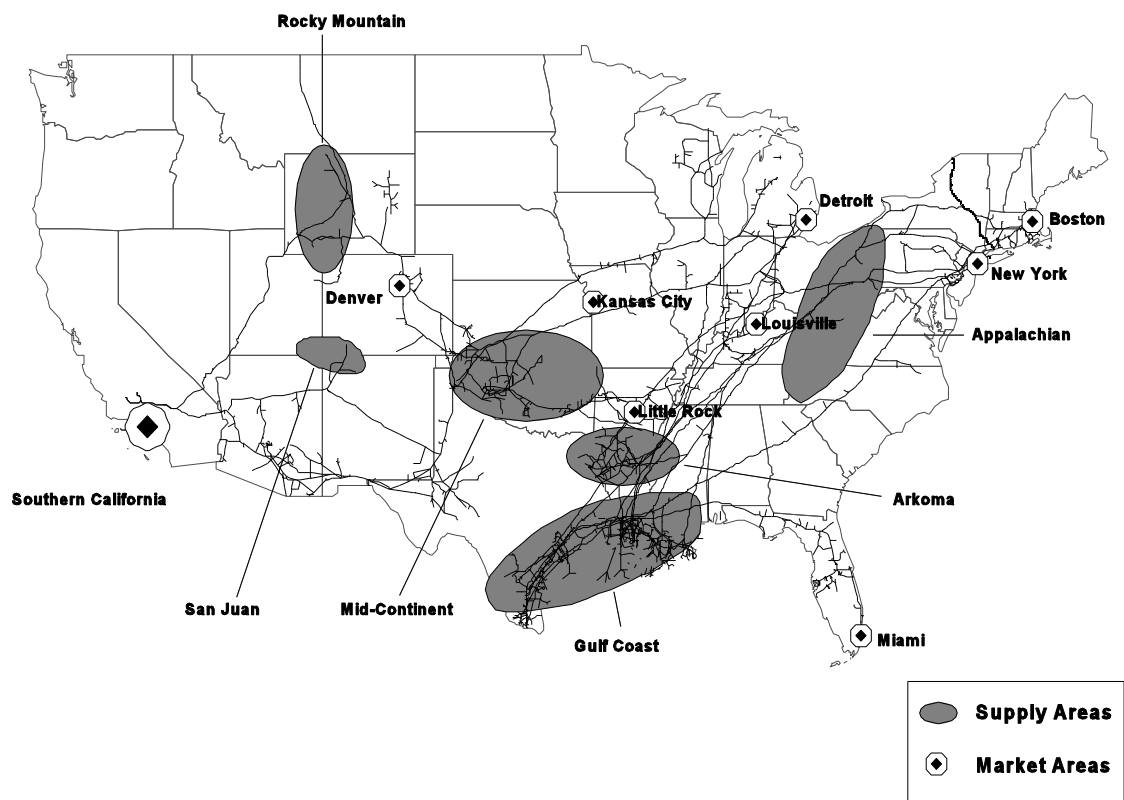 Rocky Mountain
Detroit
Boston
New York
Denver
Kansas City
Louisville
Appalachian
Little Rock
Southern California
Arkoma
San Juan
Mid-Continent
Gulf Coast
Miami
Supply Areas
Market Areas